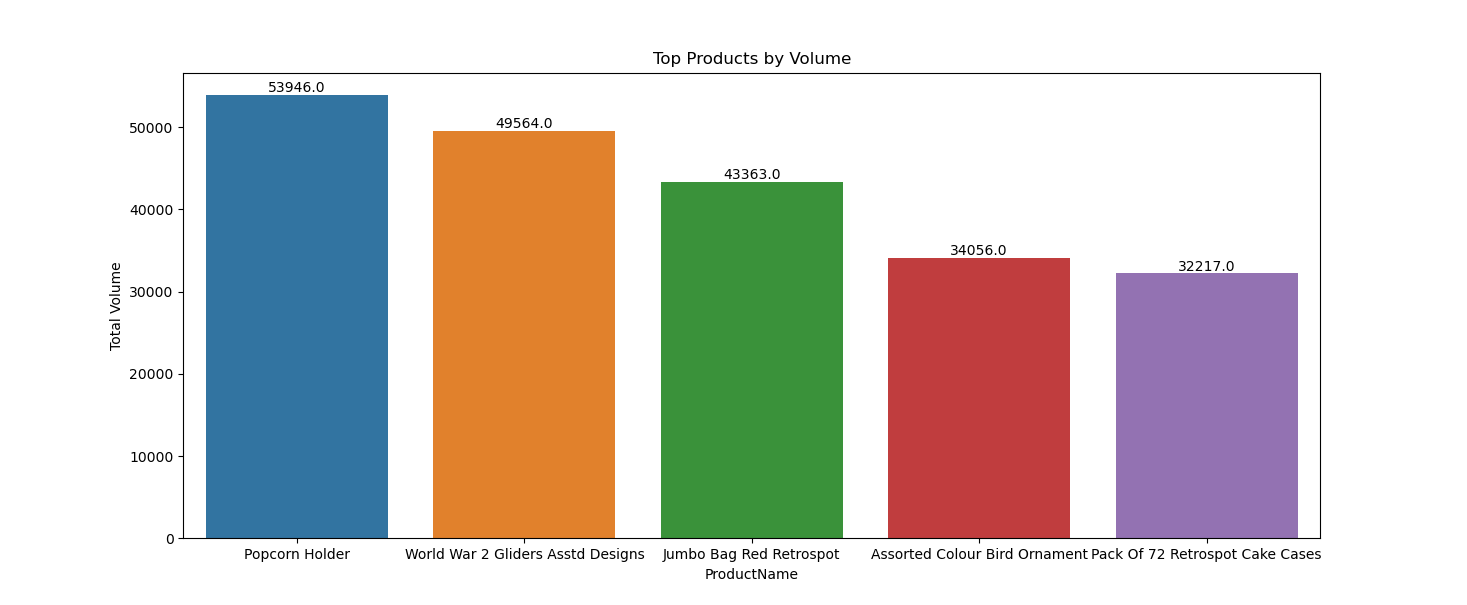 Top Products by Volume
53946.0
49564.0
43363.0
34056.0
32217.0
50000
40000
30000
20000
10000
0
Total Volume
Popcorn Holder
World War 2 Gliders Asstd Designs
Jumbo Bag Red Retrospot
Assorted Colour Bird Ornament
Pack Of 72 Retrospot Cake Cases
ProductName